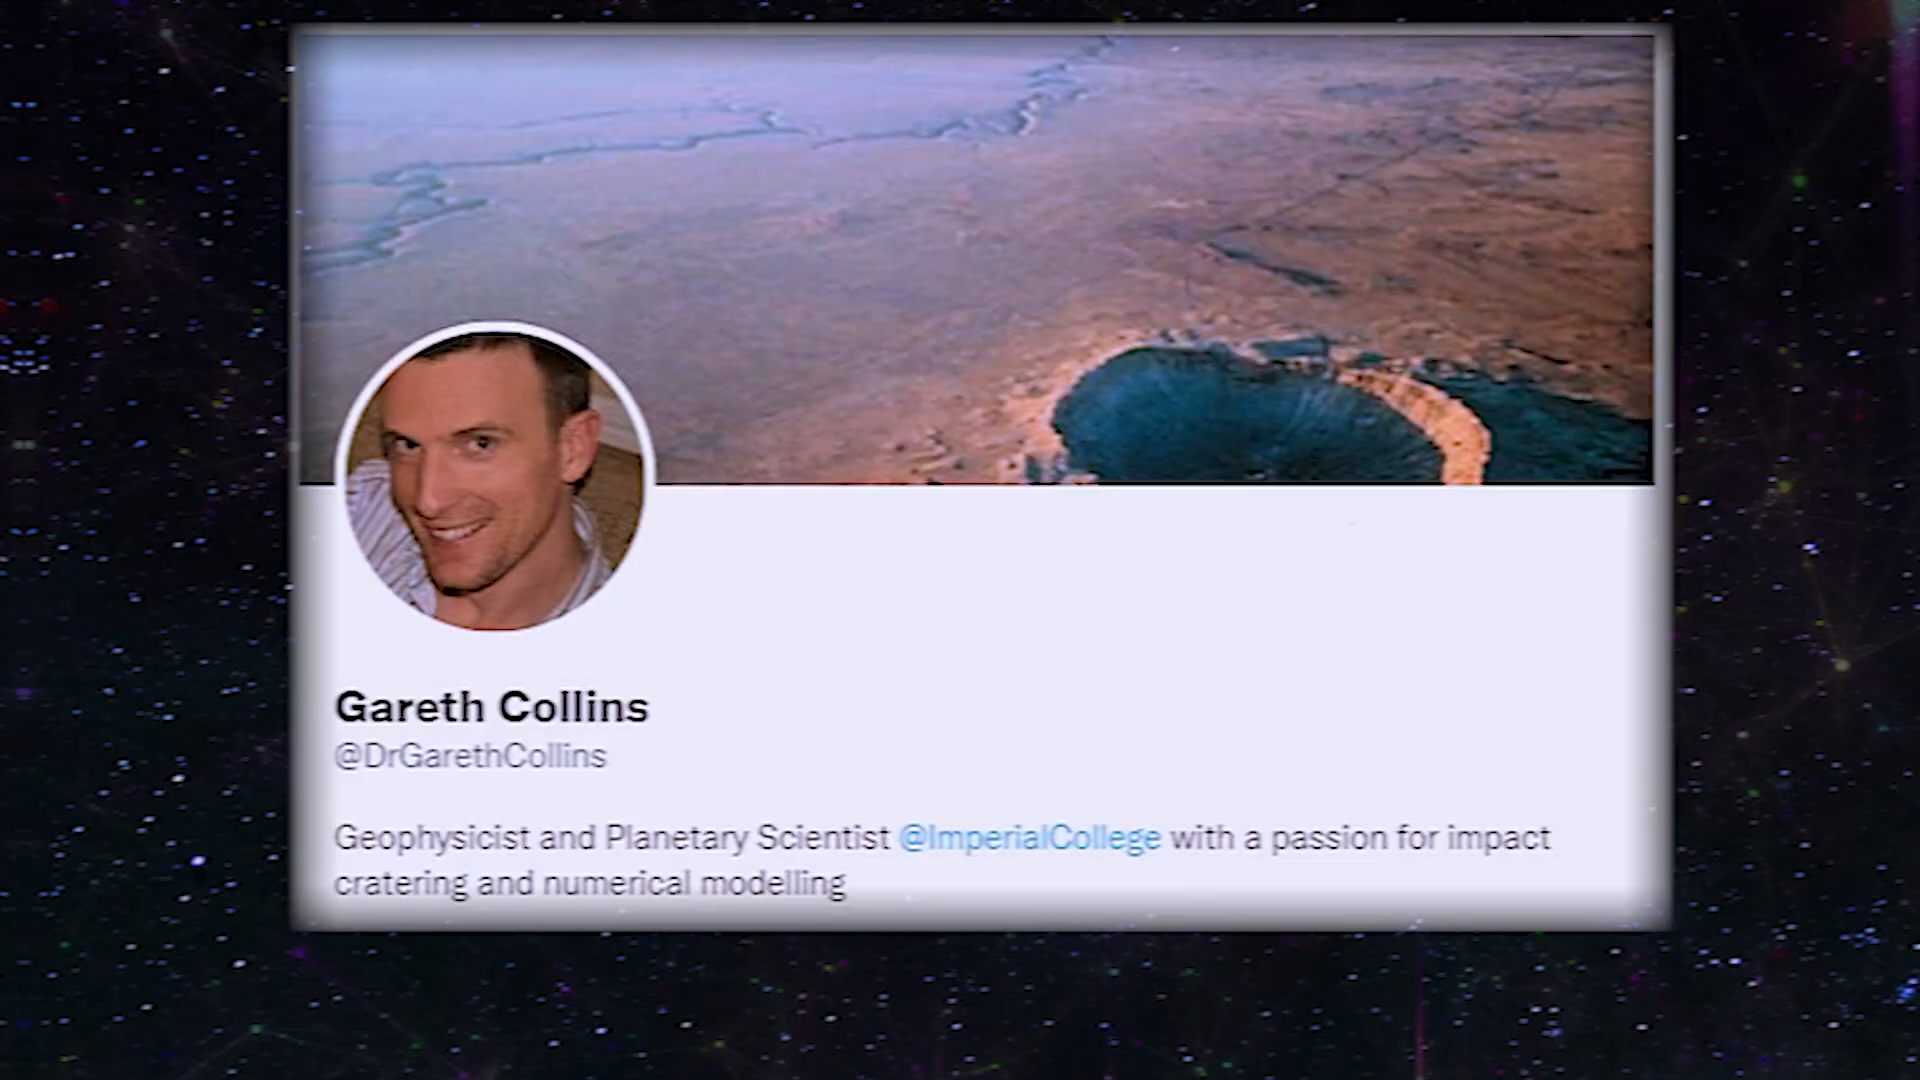 Gareth Collins
@DrGarethCollins
Geophysicist and Planetary Scientist @ImperialCollege with a passion for impact
cratering and numerical modelling